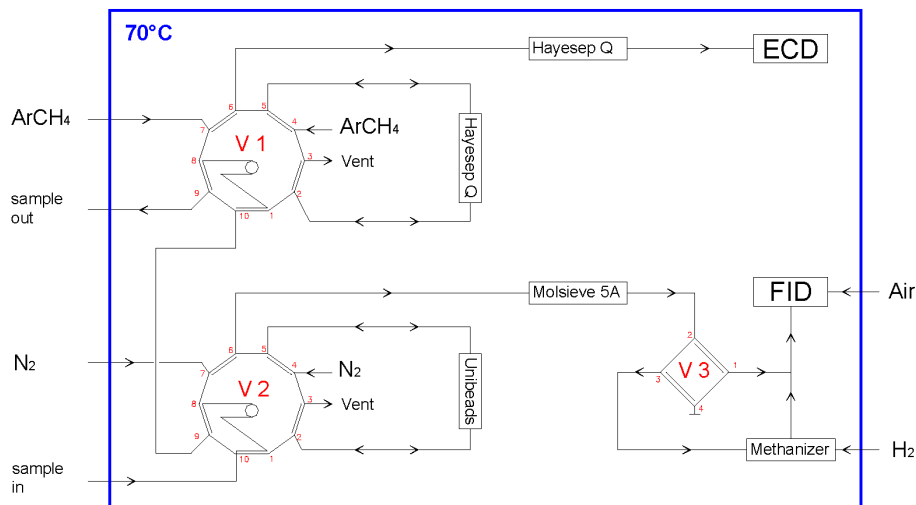 70°C
Hayesep Q
ECD
ArCH₄
6
5
7
4
ArCH₄
V 1
8
3
Vent
Hayesep Q
9
2
sample
out
10
1
Molsieve 5A
FID
Air
N₂
6
5
7
4
N₂
V 2
8
3
Vent
Unibeads
2
V 3
3
1
4
9
2
10
1
sample
in
Methanizer
H₂